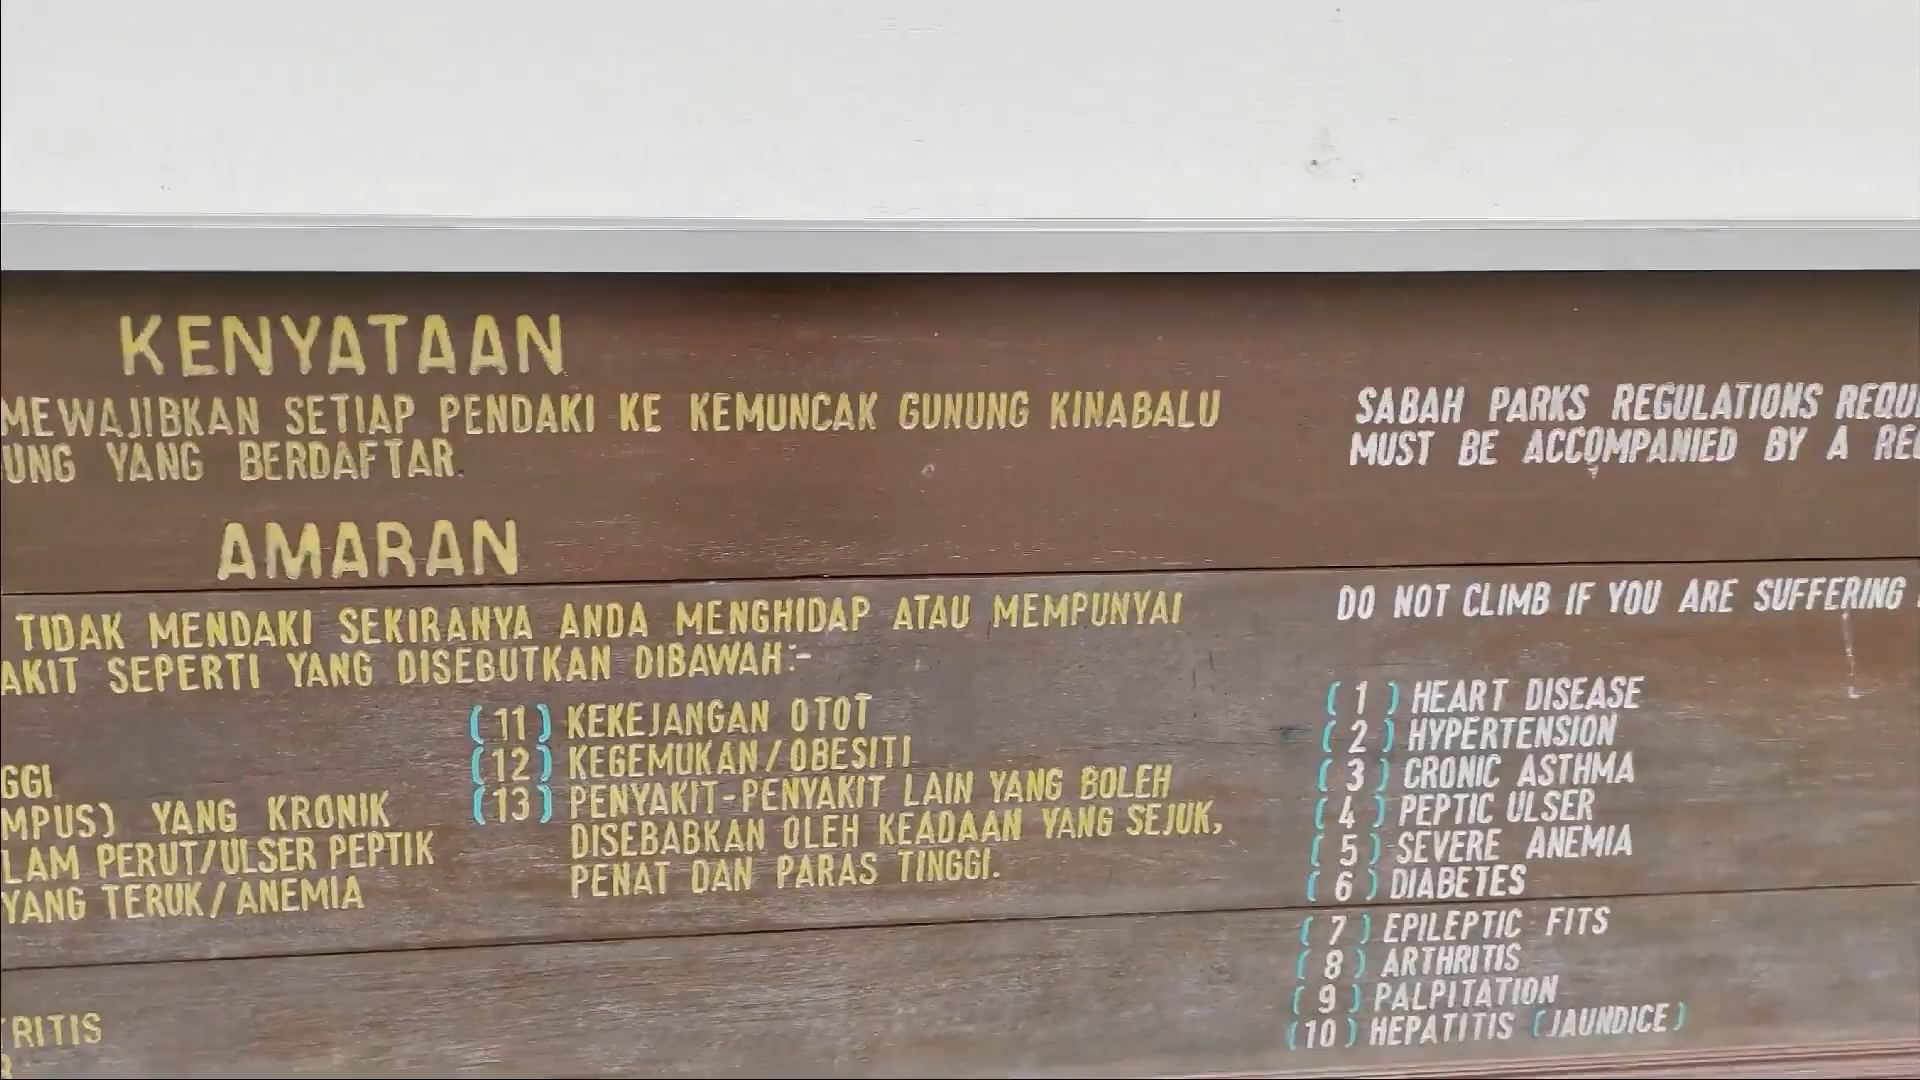 KENYATAAN
MEWAJIBKAN SETIAP PENDAKI KE KEMUNCAK GUNUNG KINABALU
UNG YANG BERDAFTAR.
AMARAN
TIDAK MENDAKI SEKIRANYA ANDA MENGHIDAP ATAU MEMPUNYAI
AKIT SEPERTI YANG DISEBUTKAN DIBAWAH:-
GGI
MPUS) YANG KRONIK
LAM PERUT/ULSER PEPTIK
YANG TERUK/ANEMIA
RITIS
(11) KEKEJANGAN OTOT
(12) KEGEMUKAN/OBESITI
(13) PENYAKIT-PENYAKIT LAIN YANG BOLEH
DISEBABKAN OLEH KEADAAN YANG SEJUK,
PENAT DAN PARAS TINGGI.
SABAH PARKS REGULATIONS REQU
MUST BE ACCOMPANIED BY A REG
DO NOT CLIMB IF YOU ARE SUFFERING
(1) HEART DISEASE
(2) HYPERTENSION
(3) CRONIC ASTHMA
(4) PEPTIC ULSER
(5) SEVERE ANEMIA
(6) DIABETES
(7) EPILEPTIC FITS
(8) ARTHRITIS
(9) PALPITATION
(10) HEPATITIS (JAUNDICE)